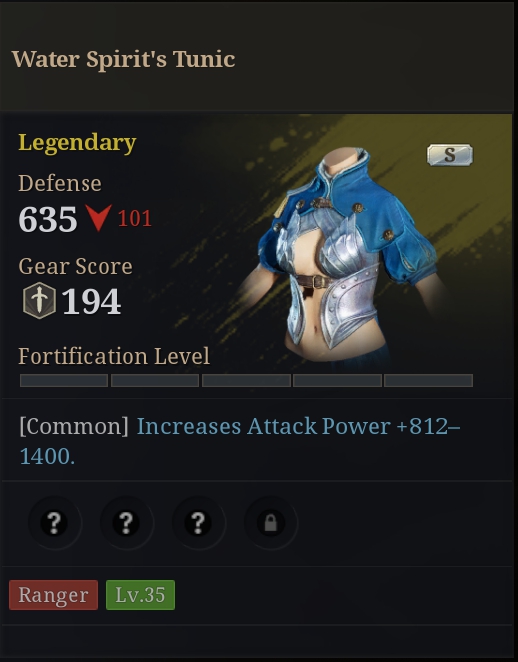 Water Spirit's Tunic
Legendary
S
Defense
635 101
Gear Score
194
Fortification Level
[Common] Increases Attack Power +812–
1400.
? ? ?
Ranger Lv.35